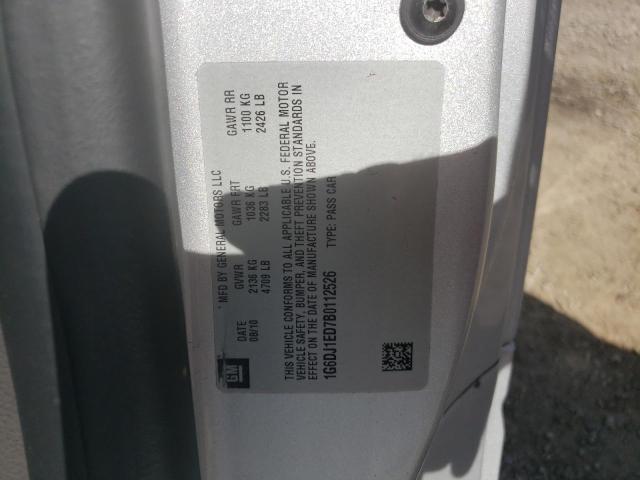 GM
MFD BY GENERAL MOTORS LLC
DATE GVWR GAWR FRT GAWR RR
08/10 2136 KG 1036 KG 1100 KG
4709 LB 2283 LB 2426 LB
THIS VEHICLE CONFORMS TO ALL APPLICABLE U.S. FEDERAL MOTOR
VEHICLE SAFETY, BUMPER, AND THEFT PREVENTION STANDARDS IN
EFFECT ON THE DATE OF MANUFACTURE SHOWN ABOVE.
1G6DJ1ED7B0112526 TYPE: PASS CAR